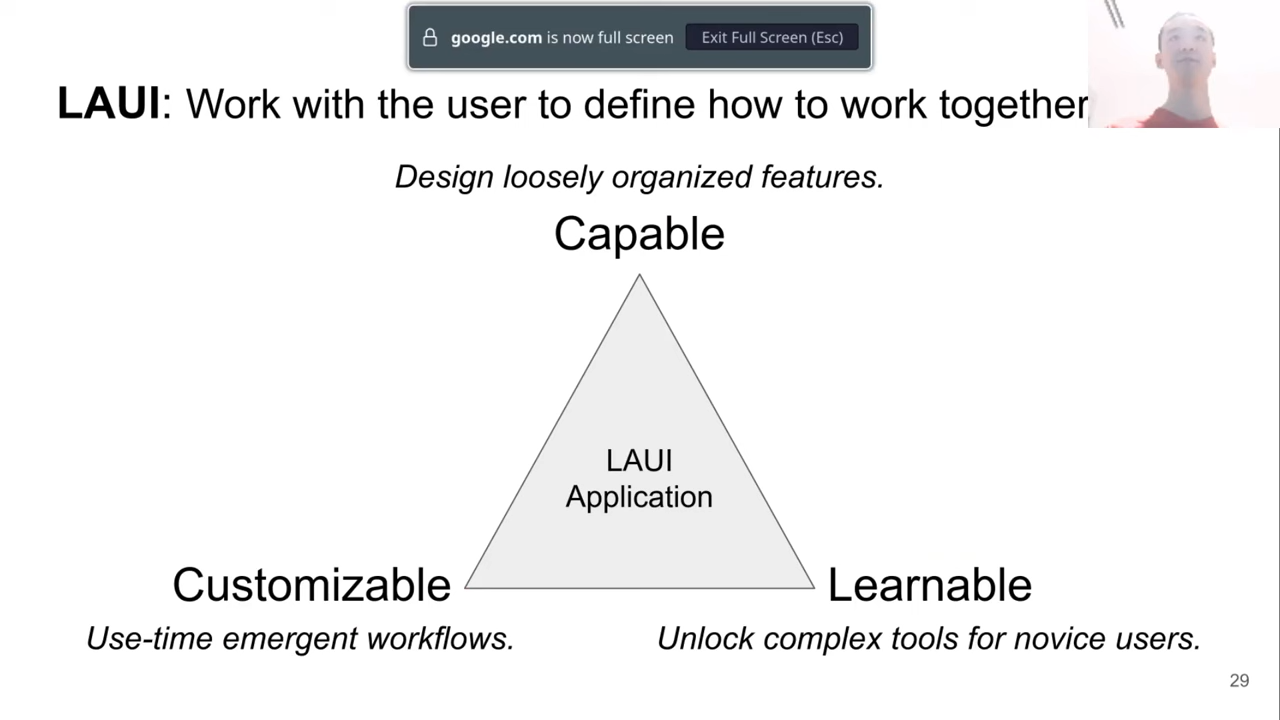 google.com is now full screen Exit Full Screen (Esc)
LAUI: Work with the user to define how to work together
Design loosely organized features.
Capable
LAUI
Application
Customizable
Learnable
Use-time emergent workflows.
Unlock complex tools for novice users.
29